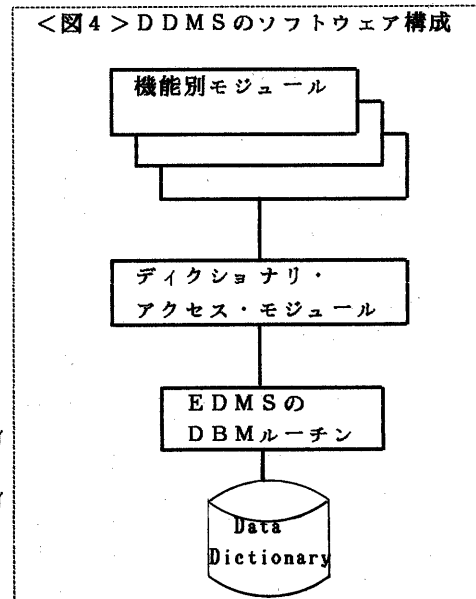 ＜図４＞ＤＤＭＳのソフトウェア構成
機能別モジュール
ディクショナリ・
アクセス・モジュール
ＥＤＭＳの
ＤＢＭルーチン
Data
Dictionary